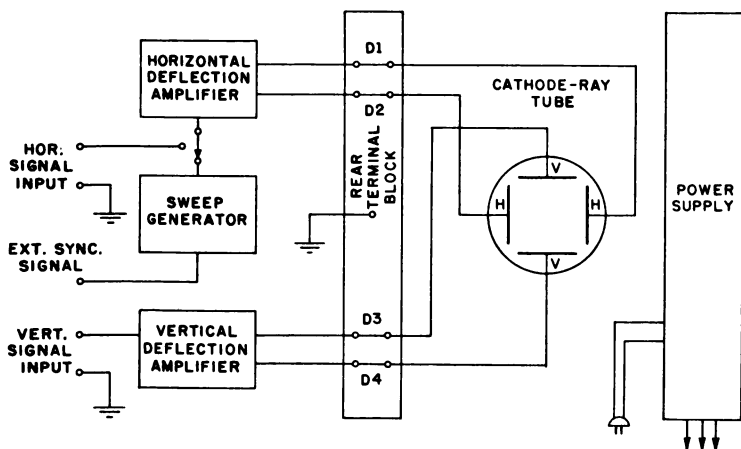 HORIZONTAL
DEFLECTION
AMPLIFIER
D1
D2
CATHODE-RAY
TUBE
HOR.
SIGNAL
INPUT
SWEEP
GENERATOR
EXT. SYNC.
SIGNAL
REAR
TERMINAL
BLOCK
V
H
H
V
POWER
SUPPLY
VERT.
SIGNAL
INPUT
VERTICAL
DEFLECTION
AMPLIFIER
D3
D4